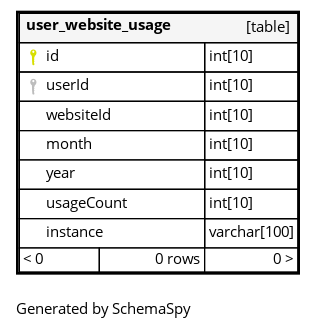 user_website_usage [table]
id int[10]
userId int[10]
websiteId int[10]
month int[10]
year int[10]
usageCount int[10]
instance varchar[100]
< 0 0 rows 0 >
Generated by SchemaSpy